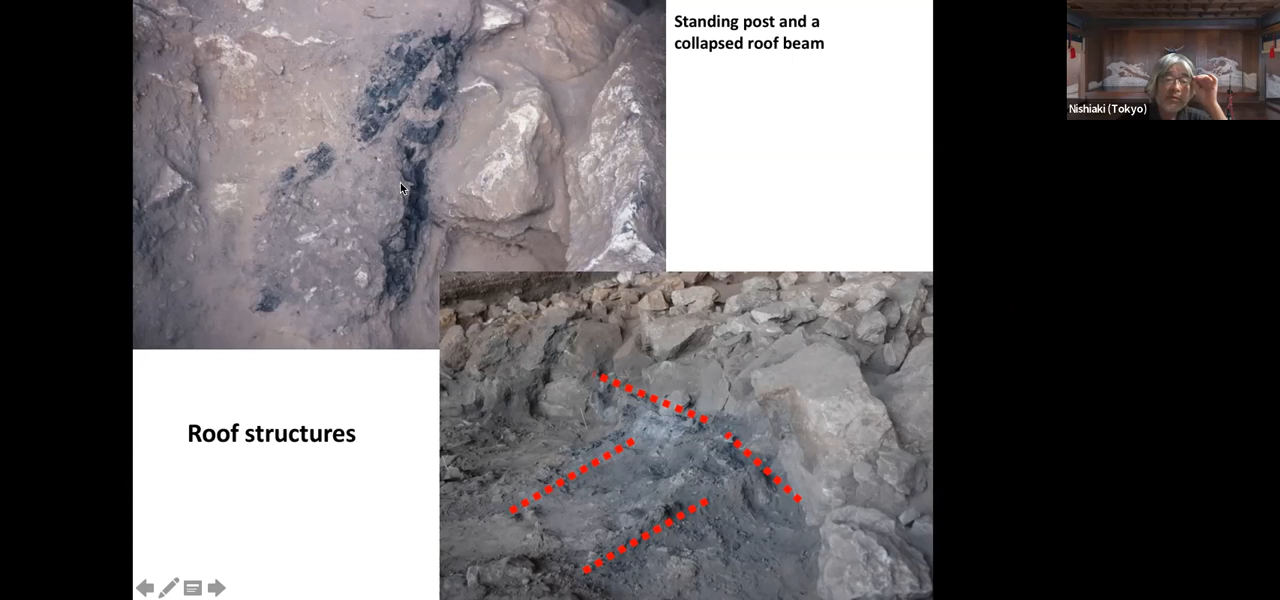 Standing post and a
collapsed roof beam
Nishiaki (Tokyo)
Roof structures